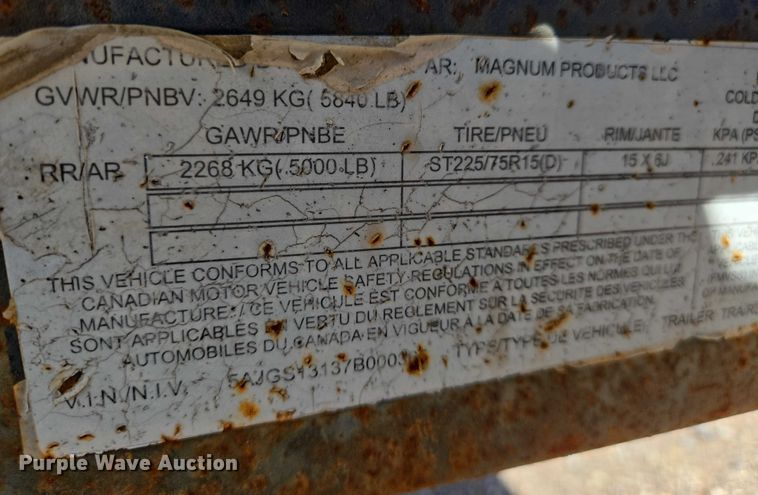 NUFACTURE AR: MAGNUM PRODUCTS LLC
GVWR/PNBV: 2649 KG( 5840 LB)
COLD
GAWR/PNBE TIRE/PNEU RIM/JANTE KPA (PS
RR/AR 2268 KG( 5000 LB) ST225/75R15(D) 15 X 6J 241 KP
THIS VEHICLE CONFORMS TO ALL APPLICABLE STANDARDS PRESCRIBED UNDER THE
CANADIAN MOTOR VEHICLE SAFETY REGULATIONS IN EFFECT ON THE DATE OF
MANUFACTURE. / CE VEHICULE EST CONFORME A TOUTES LES NORMES QUI LUI
SONT APPLICABLES EN VERTU DU REGLEMENT SUR LA SECURITE DES VEHICULES
AUTOMOBILES DU CANADA EN VIGUEUR A LA DATE DE SA FABRICATION.
V.I.N./N.I.V. 5AJGS13137B000 TYPE/TYPE DE VEHICULE: TRAILER
Purple Wave Auction